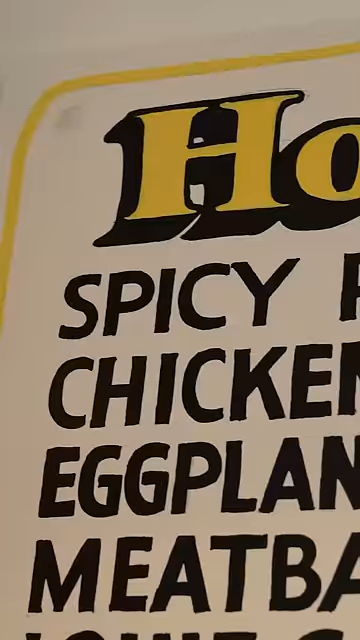 Ho
SPICY
CHICKEN
EGGPLAN
MEATBA